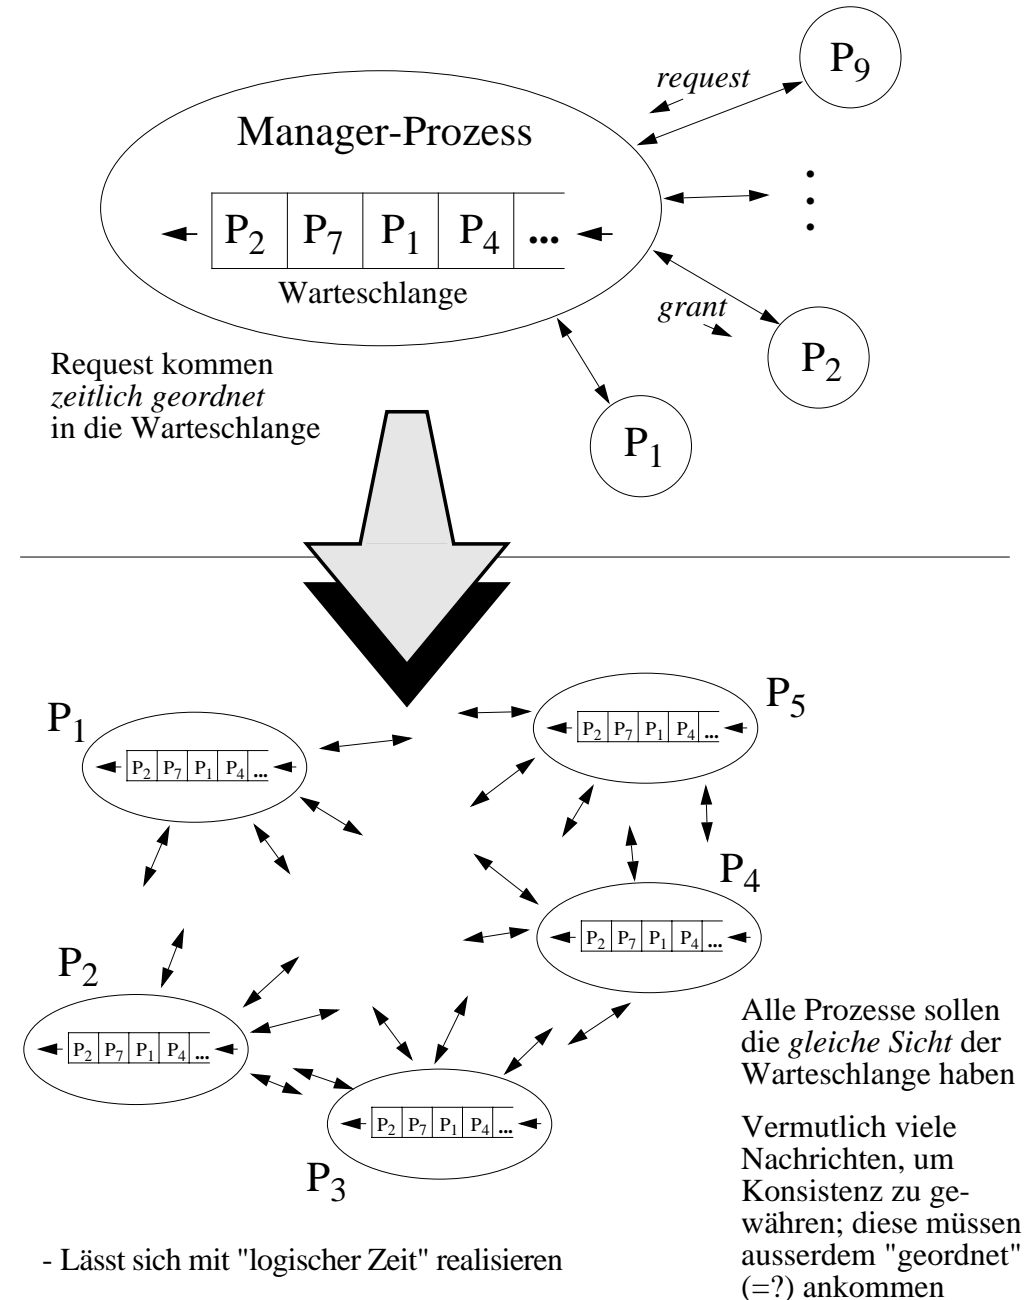 P9
request
Manager-Prozess
P2 P7 P1 P4 ...
Warteschlange
grant
P2
Request kommen
zeitlich geordnet
in die Warteschlange
P1
P5
P2 P7 P1 P4 ...
P1
P2 P7 P1 P4 ...
P4
P2 P7 P1 P4 ...
P2
P2 P7 P1 P4 ...
P2 P7 P1 P4 ...
P3
Alle Prozesse sollen
die gleiche Sicht der
Warteschlange haben
Vermutlich viele
Nachrichten, um
Konsistenz zu ge-
währen; diese müssen
ausserdem "geordnet"
(=?) ankommen
- Lässt sich mit "logischer Zeit" realisieren